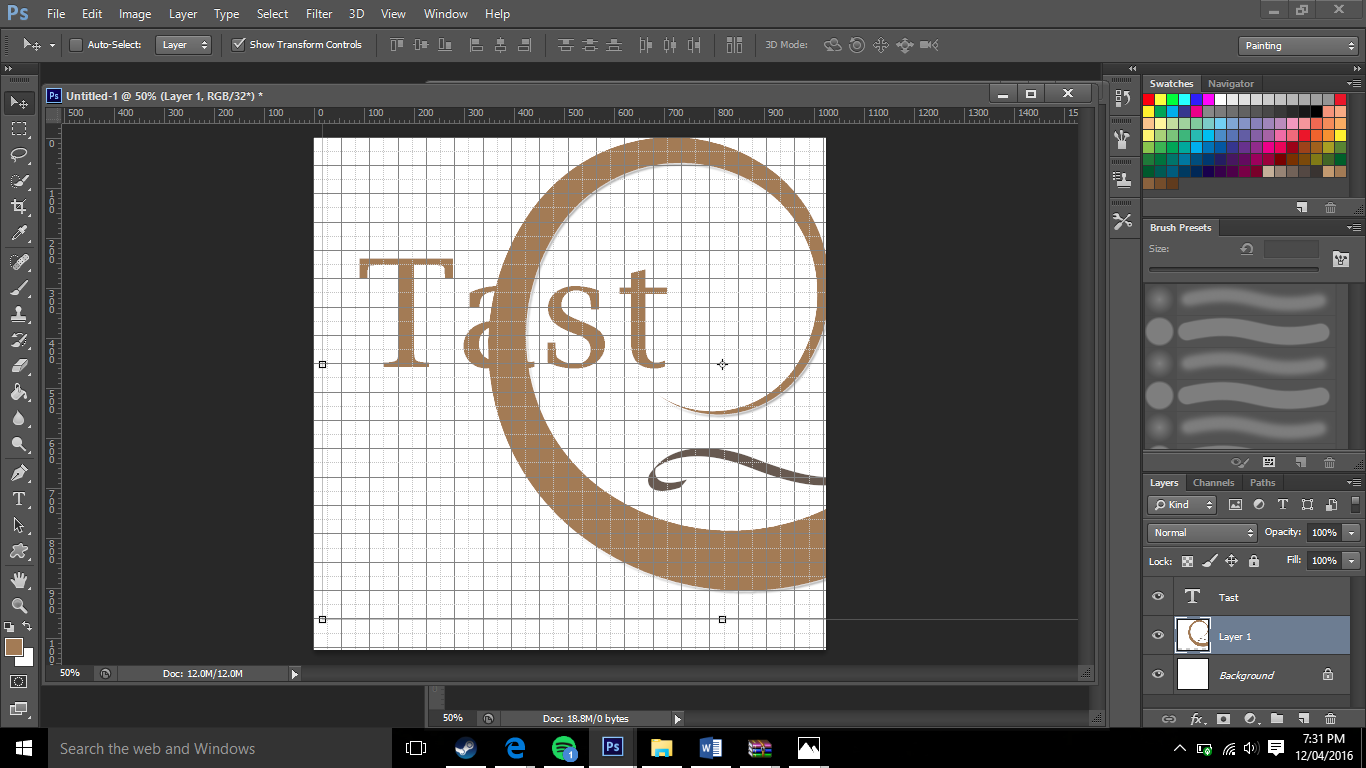 Ps File Edit Image Layer Type Select Filter 3D View Window Help
Auto-Select: Layer Show Transform Controls 3D Mode: Painting
Ps Untitled-1 @ 50% (Layer 1, RGB/32*) *
500 400 300 200 100 0 100 200 300 400 500 600 700 800 900 1000 1100 1200 1300 1400 15
0
100
200
300
400
500
600
700
800
900
1000
Tast
50% Doc: 12.0M/12.0M
50% Doc: 18.8M/0 bytes
Swatches Navigator
Brush Presets
Size:
Layers Channels Paths
Kind
Normal Opacity: 100%
Lock: Fill: 100%
T Tast
Layer 1
Background
fx
Search the web and Windows
1
Ps
W
7:31 PM
12/04/2016